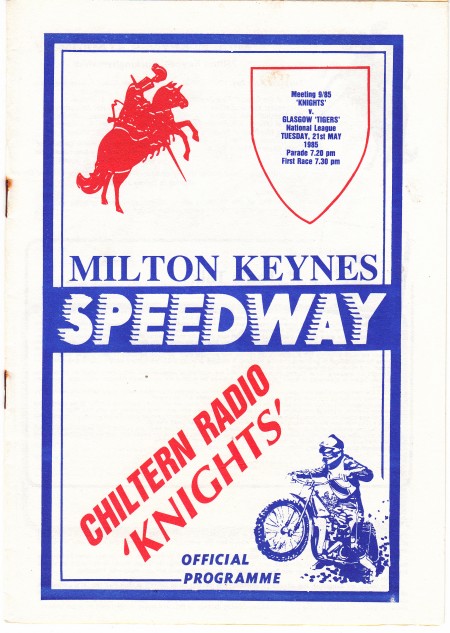 Meeting 9/85
'KNIGHTS'
v.
GLASGOW 'TIGERS'
National League
TUESDAY, 21st MAY
1985
Parade 7.20 pm
First Race 7.30 pm
MILTON KEYNES
SPEEDWAY
CHILTERN RADIO
'KNIGHTS'
OFFICIAL
PROGRAMME